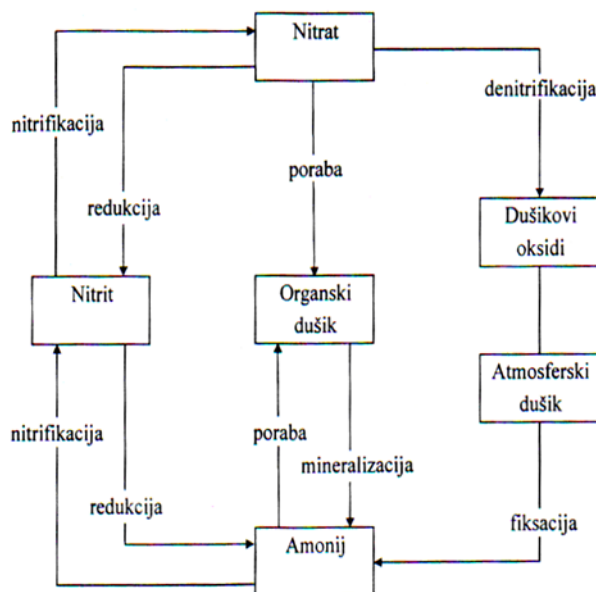 Nitrat
denitrifikacija
nitrifikacija
poraba
redukcija
Dušikovi
oksidi
Nitrit
Organski
dušik
Atmosferski
dušik
nitrifikacija
poraba
mineralizacija
redukcija
fiksacija
Amonij